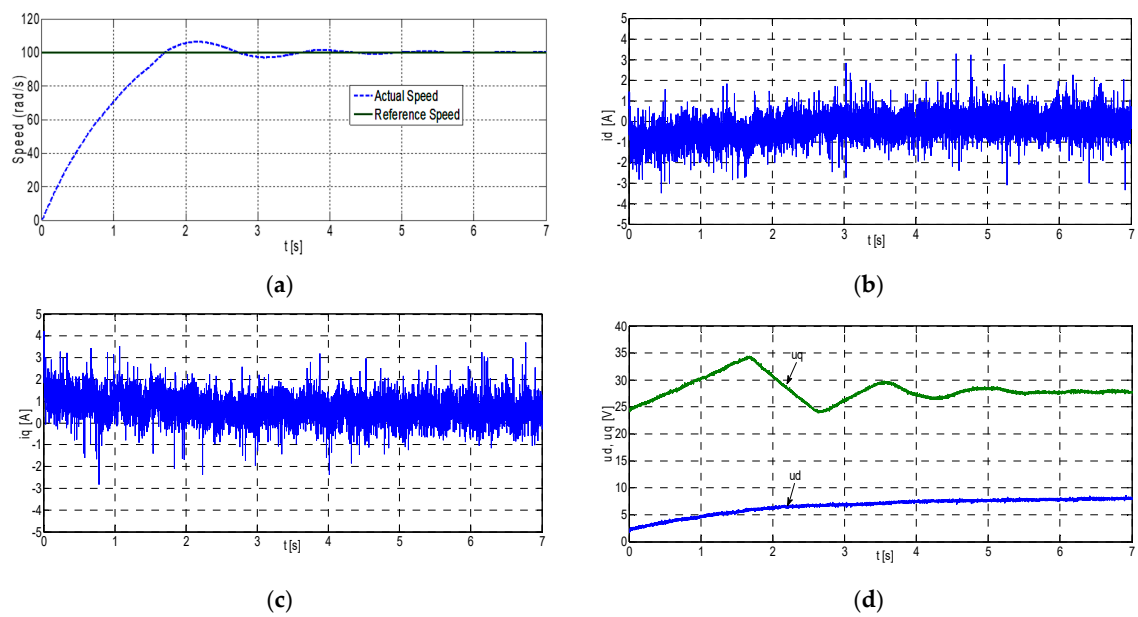 120
100
80
60
40
20
0
Speed (rad/s)
Actual Speed
Reference Speed
0 1 2 3 4 5 6 7
t [s]
(a)
5
4
3
2
1
0
-1
-2
-3
-4
-5
id [A]
0 1 2 3 4 5 6 7
t [s]
(b)
5
4
3
2
1
0
-1
-2
-3
-4
-5
iq [A]
0 1 2 3 4 5 6 7
t [s]
(c)
40
35
30
25
20
15
10
5
0
ud, uq [V]
uq
ud
0 1 2 3 4 5 6 7
t [s]
(d)